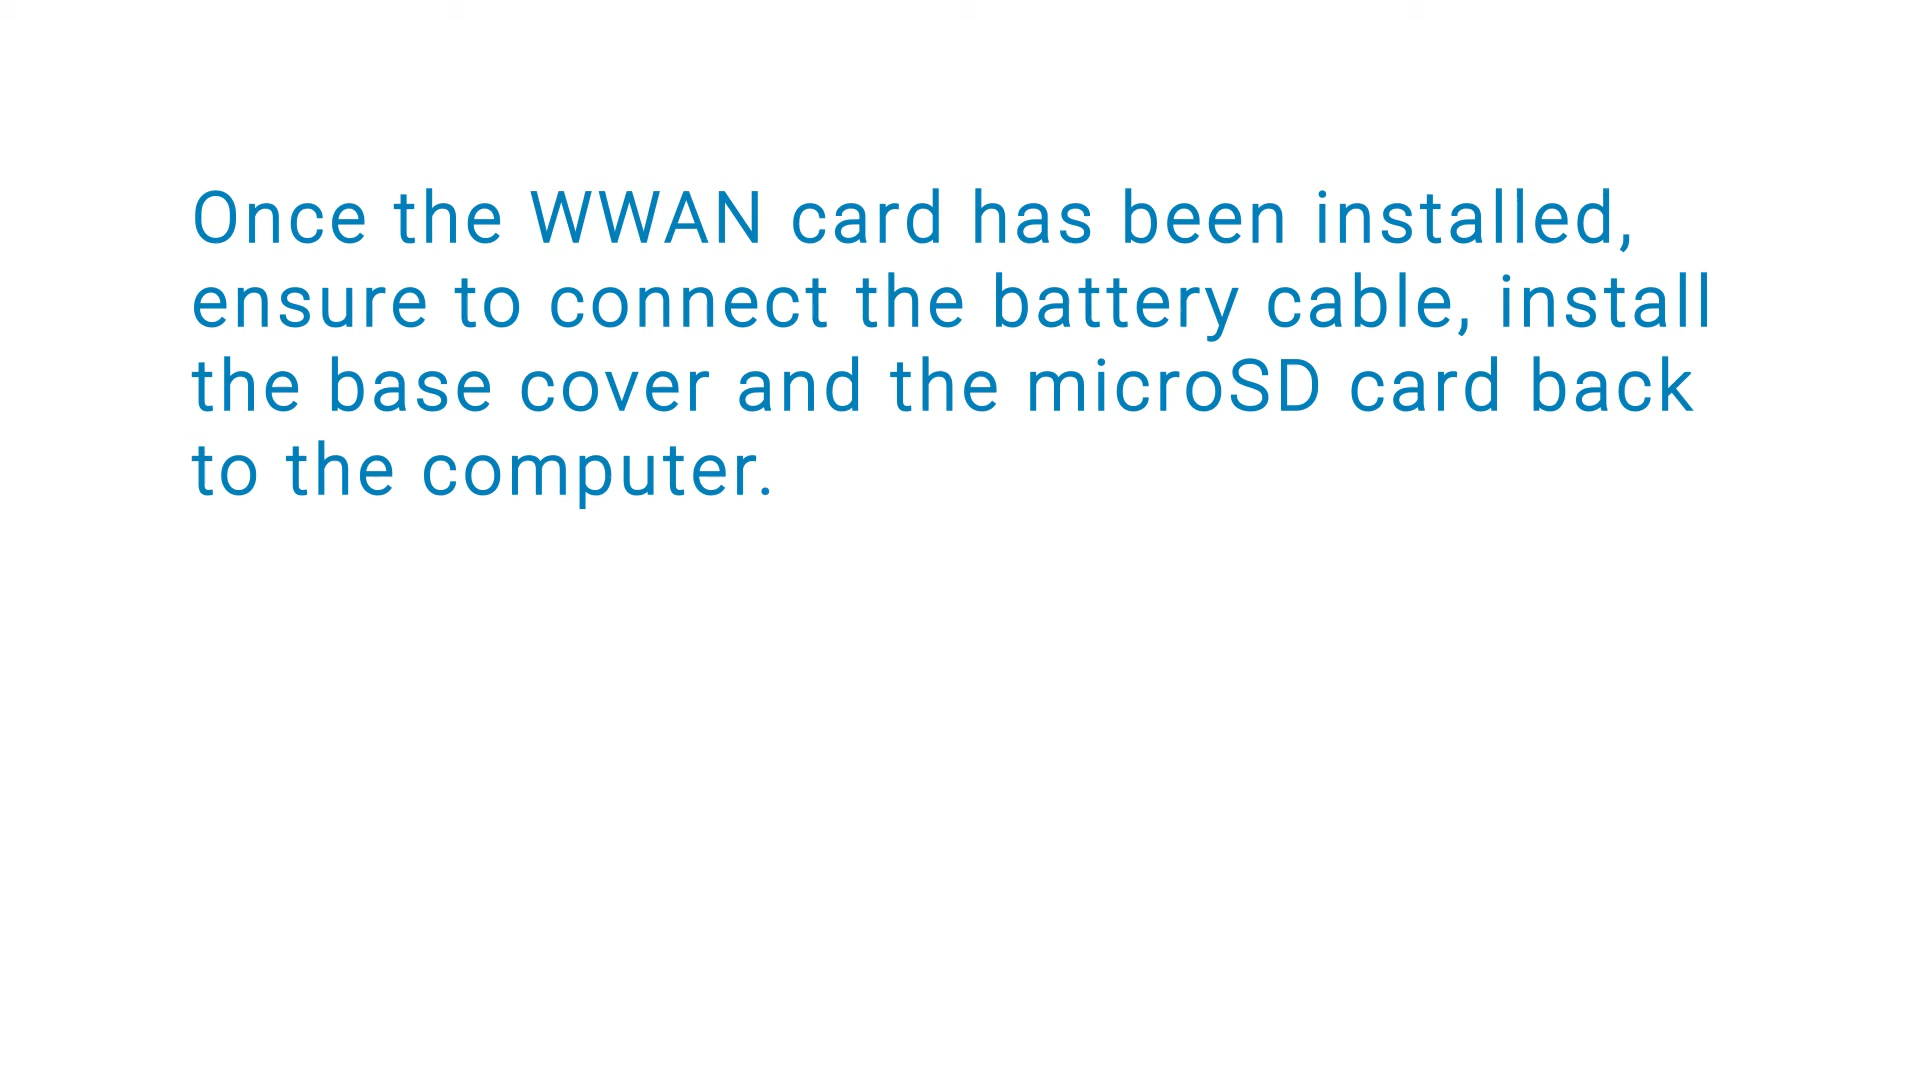 Once the WWAN card has been installed,
ensure to connect the battery cable, install
the base cover and the microSD card back
to the computer.